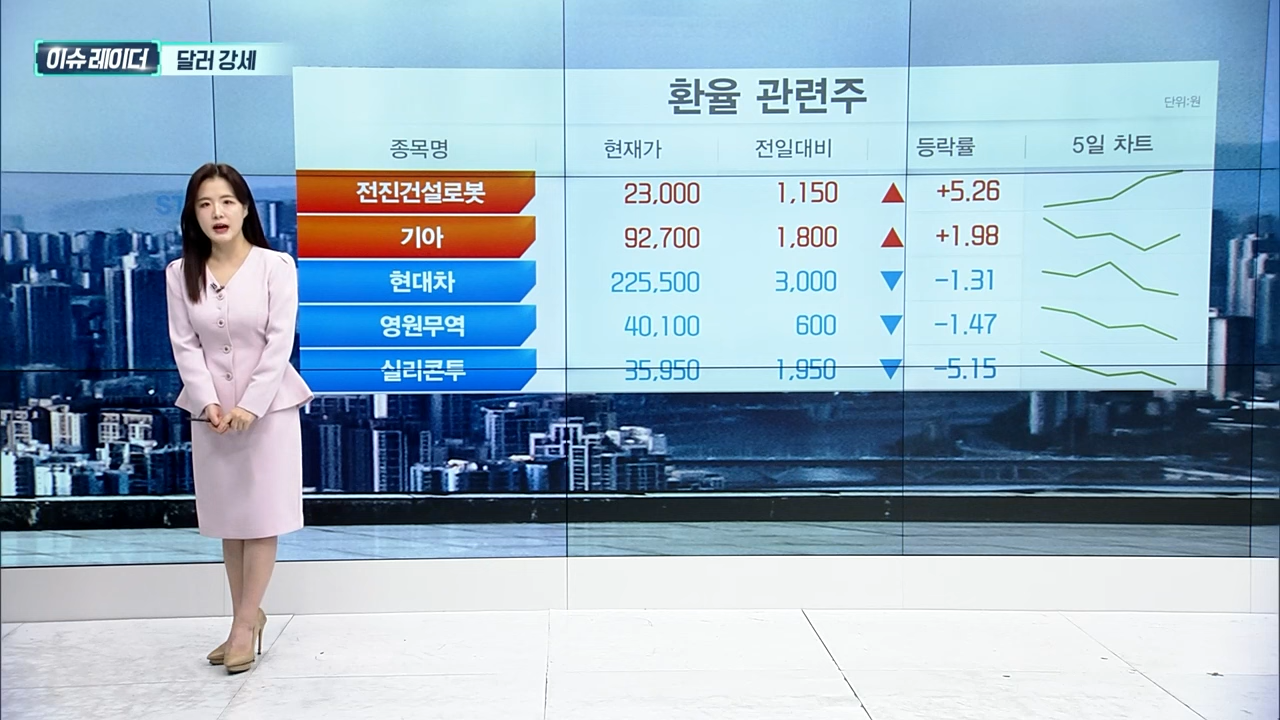 이슈 레이더 달러 강세
환율 관련주
단위:원
종목명 현재가 전일대비 등락률 5일 차트
전진건설로봇 23,000 1,150 ▲ +5.26
기아 92,700 1,800 ▲ +1.98
현대차 225,500 3,000 ▼ -1.31
영원무역 40,100 600 ▼ -1.47
실리콘투 35,950 1,950 ▼ -5.15